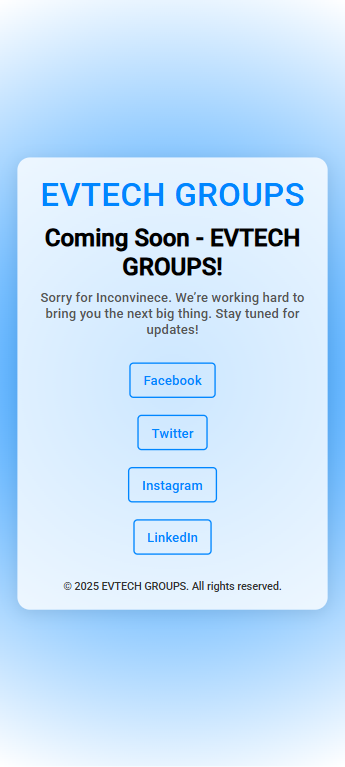 EVTECH GROUPS
Coming Soon - EVTECH
GROUPS!
Sorry for Inconvinece. We're working hard to
bring you the next big thing. Stay tuned for
updates!
Facebook
Twitter
Instagram
LinkedIn
© 2025 EVTECH GROUPS. All rights reserved.